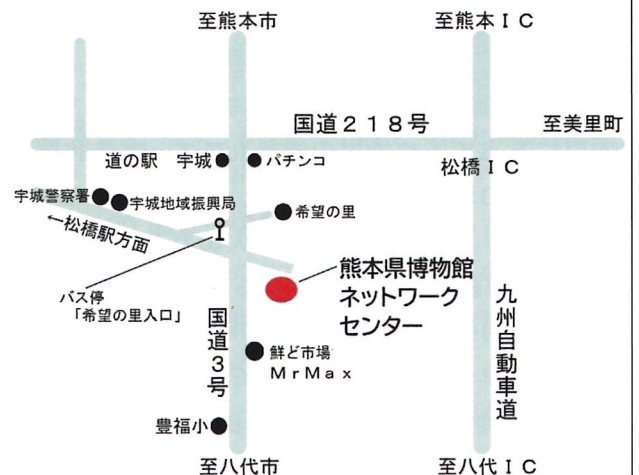 至熊本市
至熊本ＩＣ
国道２１８号
至美里町
道の駅　宇城
パチンコ
松橋ＩＣ
宇城警察署
宇城地域振興局
希望の里
←松橋駅方面
バス停
「希望の里入口」
熊本県博物館
ネットワーク
センター
国道３号
九州自動車道
鮮ど市場
ＭｒＭａｘ
豊福小
至八代市
至八代ＩＣ